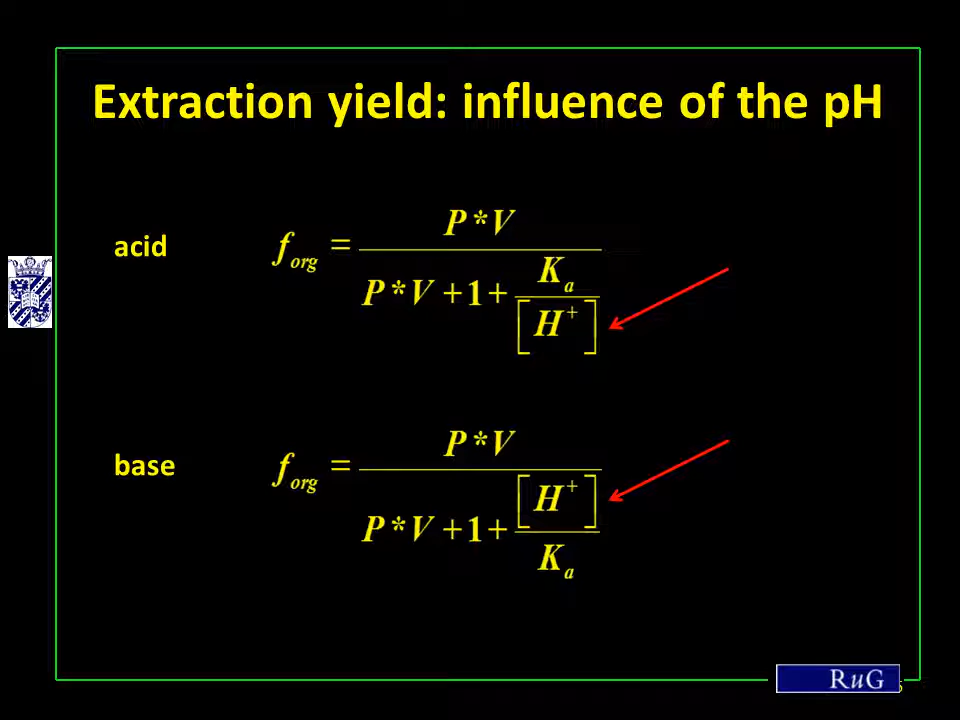 Extraction yield: influence of the pH
acid
f_org = P*V / (P*V + 1 + K_a / [H⁺])
base
f_org = P*V / (P*V + 1 + [H⁺] / K_a)
RuG